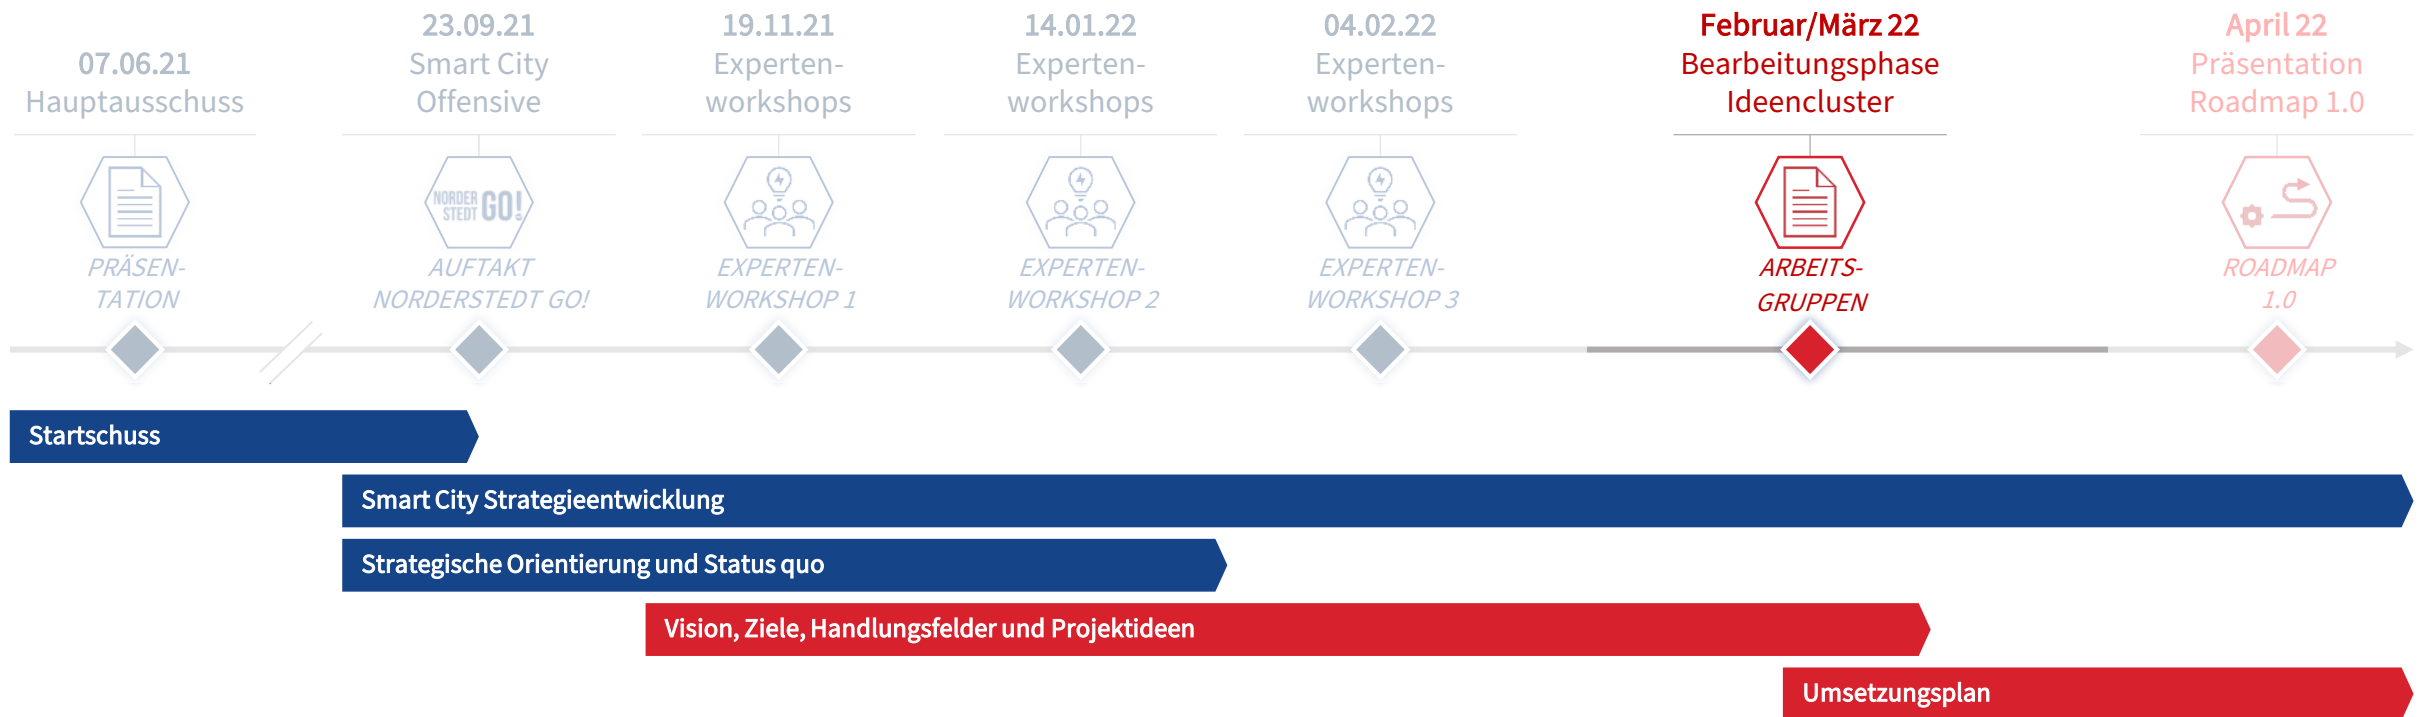 07.06.21
Hauptausschuss
PRÄSEN-
TATION
23.09.21
Smart City
Offensive
NORDER
STEDT GO!
AUFTAKT
NORDERSTEDT GO!
19.11.21
Experten-
workshops
EXPERTEN-
WORKSHOP 1
14.01.22
Experten-
workshops
EXPERTEN-
WORKSHOP 2
04.02.22
Experten-
workshops
EXPERTEN-
WORKSHOP 3
Februar/März 22
Bearbeitungsphase
Ideencluster
ARBEITS-
GRUPPEN
April 22
Präsentation
Roadmap 1.0
ROADMAP
1.0
Startschuss
Smart City Strategieentwicklung
Strategische Orientierung und Status quo
Vision, Ziele, Handlungsfelder und Projektideen
Umsetzungsplan